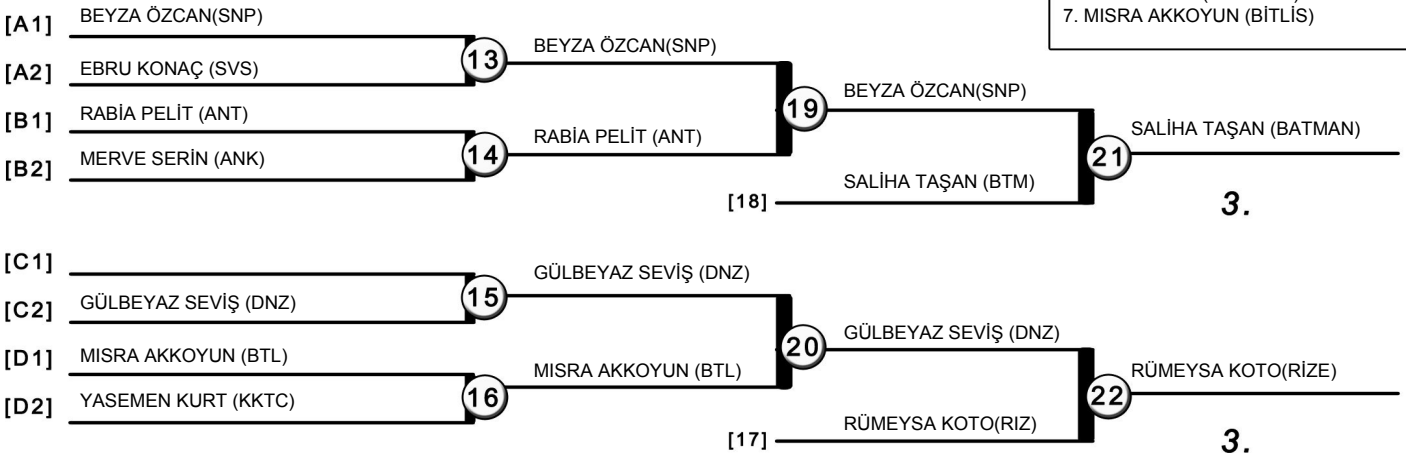 7. MISRA AKKOYUN (BİTLİS)
[A1] BEYZA ÖZCAN(SNP)
13
BEYZA ÖZCAN(SNP)
[A2] EBRU KONAÇ (SVS)
19
BEYZA ÖZCAN(SNP)
[B1] RABİA PELİT (ANT)
14
RABİA PELİT (ANT)
[B2] MERVE SERİN (ANK)
21
SALİHA TAŞAN (BATMAN)
[18] SALİHA TAŞAN (BTM)
3.
[C1]
15
GÜLBEYAZ SEVİŞ (DNZ)
[C2] GÜLBEYAZ SEVİŞ (DNZ)
20
GÜLBEYAZ SEVİŞ (DNZ)
[D1] MISRA AKKOYUN (BTL)
16
MISRA AKKOYUN (BTL)
[D2] YASEMEN KURT (KKTC)
22
RÜMEYSA KOTO(RİZE)
[17] RÜMEYSA KOTO(RIZ)
3.